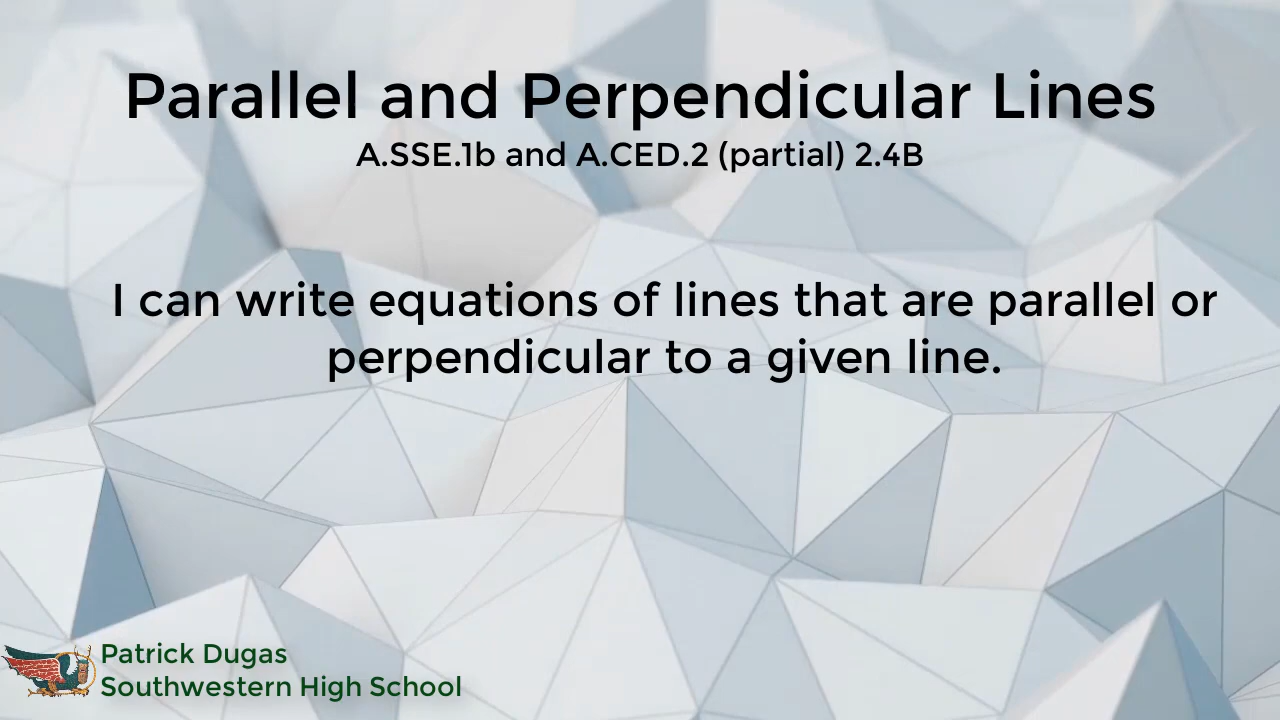 Parallel and Perpendicular Lines
A.SSE.1b and A.CED.2 (partial) 2.4B
I can write equations of lines that are parallel or
perpendicular to a given line.
Patrick Dugas
Southwestern High School